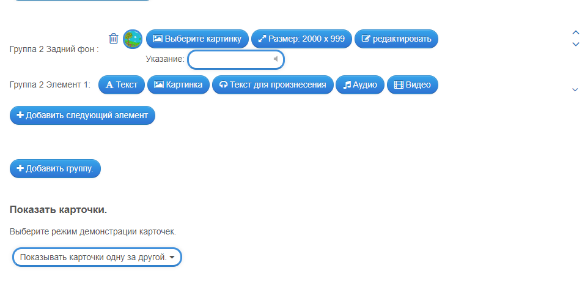 Группа 2 Задний фон : Выберите картинку Размер: 2000 x 999 редактировать
Указание:
Группа 2 Элемент 1: Текст Картинка Текст для произнесения Аудио Видео
Добавить следующий элемент
Добавить группу
Показать карточки.
Выберите режим демонстрации карточек
Показывать карточки одну за другой.